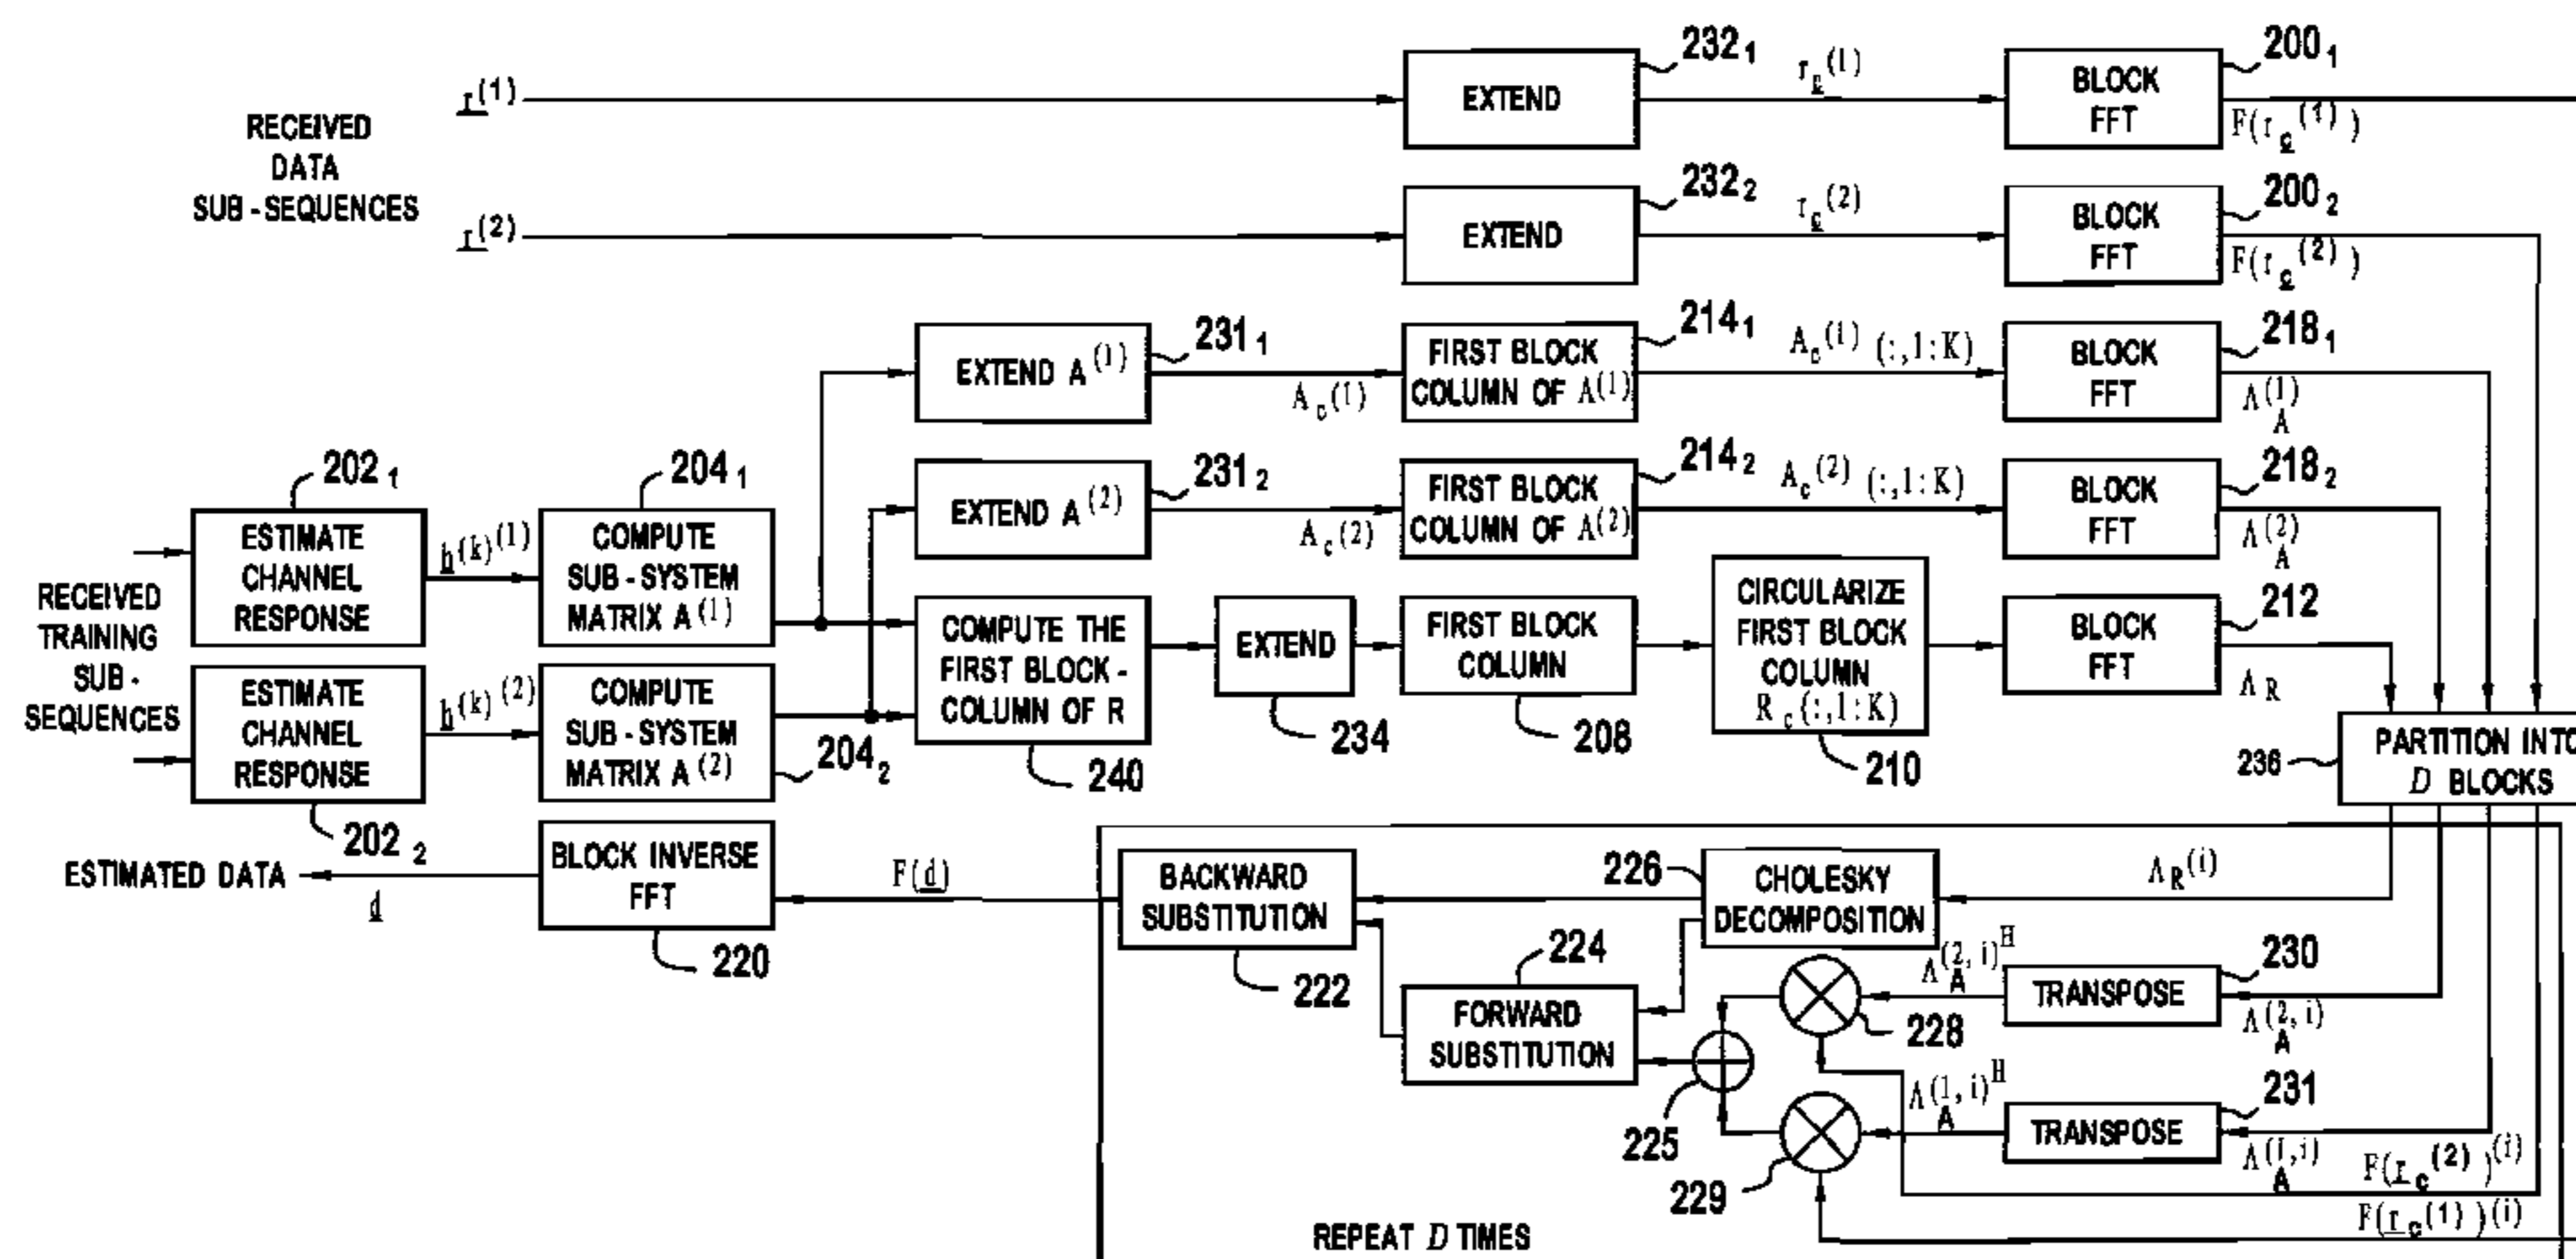 232₁
200₁
r̲⁽¹⁾
EXTEND
r_c⁽¹⁾
BLOCK
FFT
F(r_c⁽¹⁾)
RECEIVED
DATA
SUB-SEQUENCES
232₂
200₂
r̲⁽²⁾
EXTEND
r_c⁽²⁾
BLOCK
FFT
F(r_c⁽²⁾)
EXTEND A⁽¹⁾
231₁
A_c⁽¹⁾
FIRST BLOCK
COLUMN OF A⁽¹⁾
214₁
A_c⁽¹⁾ (:,1:K)
BLOCK
FFT
218₁
Λ_A⁽¹⁾
EXTEND A⁽²⁾
231₂
A_c⁽²⁾
FIRST BLOCK
COLUMN OF A⁽²⁾
214₂
A_c⁽²⁾ (:,1:K)
BLOCK
FFT
218₂
Λ_A⁽²⁾
RECEIVED
TRAINING
SUB-
SEQUENCES
202₁
ESTIMATE
CHANNEL
RESPONSE
h̲⁽ᵏ⁾⁽¹⁾
204₁
COMPUTE
SUB-SYSTEM
MATRIX A⁽¹⁾
ESTIMATE
CHANNEL
RESPONSE
202₂
h̲⁽ᵏ⁾⁽²⁾
COMPUTE
SUB-SYSTEM
MATRIX A⁽²⁾
204₂
COMPUTE THE
FIRST BLOCK-
COLUMN OF R
240
EXTEND
234
FIRST BLOCK
COLUMN
208
CIRCULARIZE
FIRST BLOCK
COLUMN
R_c(:,1:K)
210
BLOCK
FFT
212
Λ_R
236
PARTITION INTO
D BLOCKS
ESTIMATED DATA
d̲
BLOCK INVERSE
FFT
220
F(d̲)
BACKWARD
SUBSTITUTION
222
226
CHOLESKY
DECOMPOSITION
Λ_R⁽ⁱ⁾
224
FORWARD
SUBSTITUTION
225
228
Λ_A⁽²,ⁱ⁾ᴴ
TRANSPOSE
230
Λ_A⁽²,ⁱ⁾
229
Λ_A⁽¹,ⁱ⁾ᴴ
TRANSPOSE
231
Λ_A⁽¹,ⁱ⁾
F(r̲_c⁽²⁾)⁽ⁱ⁾
F(r̲_c⁽¹⁾)⁽ⁱ⁾
REPEAT D TIMES